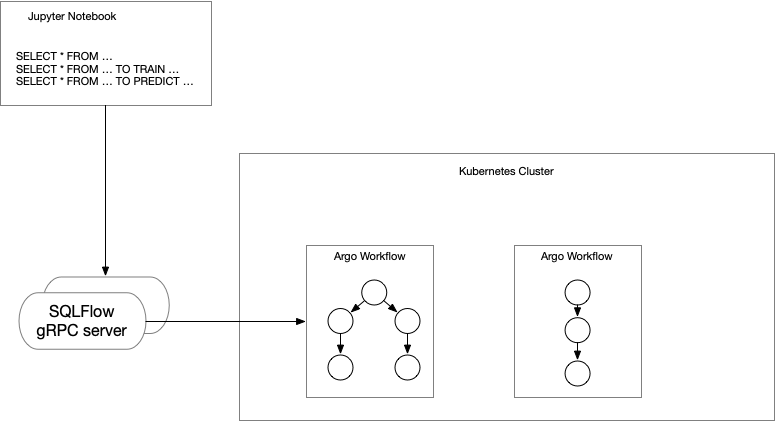 Jupyter Notebook
SELECT * FROM …
SELECT * FROM … TO TRAIN …
SELECT * FROM … TO PREDICT …
Kubernetes Cluster
Argo Workflow
Argo Workflow
SQLFlow
gRPC server